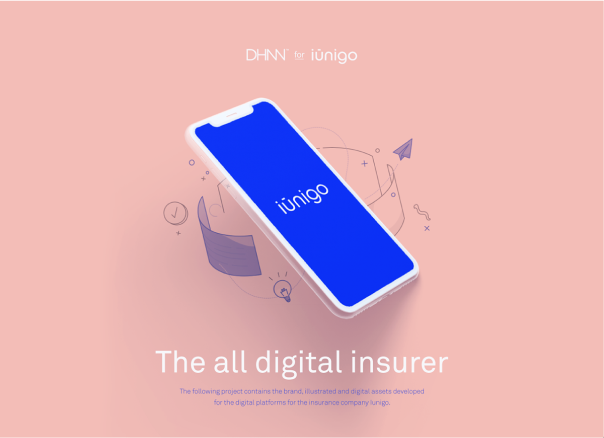 DHNN for iúnigo
iúnigo
The all digital insurer
The following project contains the brand, illustrated and digital assets developed
for the digital platforms for the insurance company Iunigo.